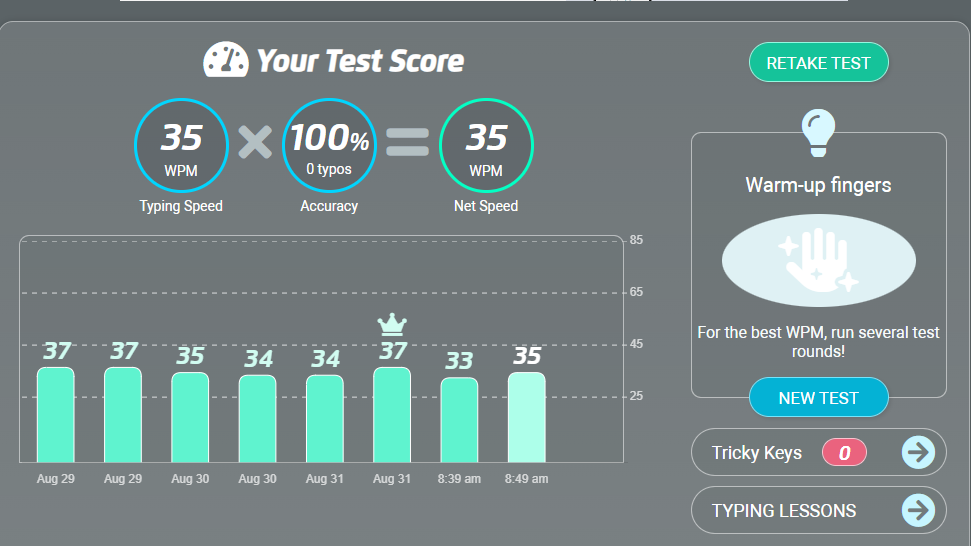 Your Test Score
RETAKE TEST
35
WPM
Typing Speed
100%
0 typos
Accuracy
35
WPM
Net Speed
Warm-up fingers
For the best WPM, run several test
rounds!
NEW TEST
Tricky Keys 0
TYPING LESSONS
85
65
45
25
37 37 35 34 34 37 33 35
Aug 29 Aug 29 Aug 30 Aug 30 Aug 31 Aug 31 8:39 am 8:49 am